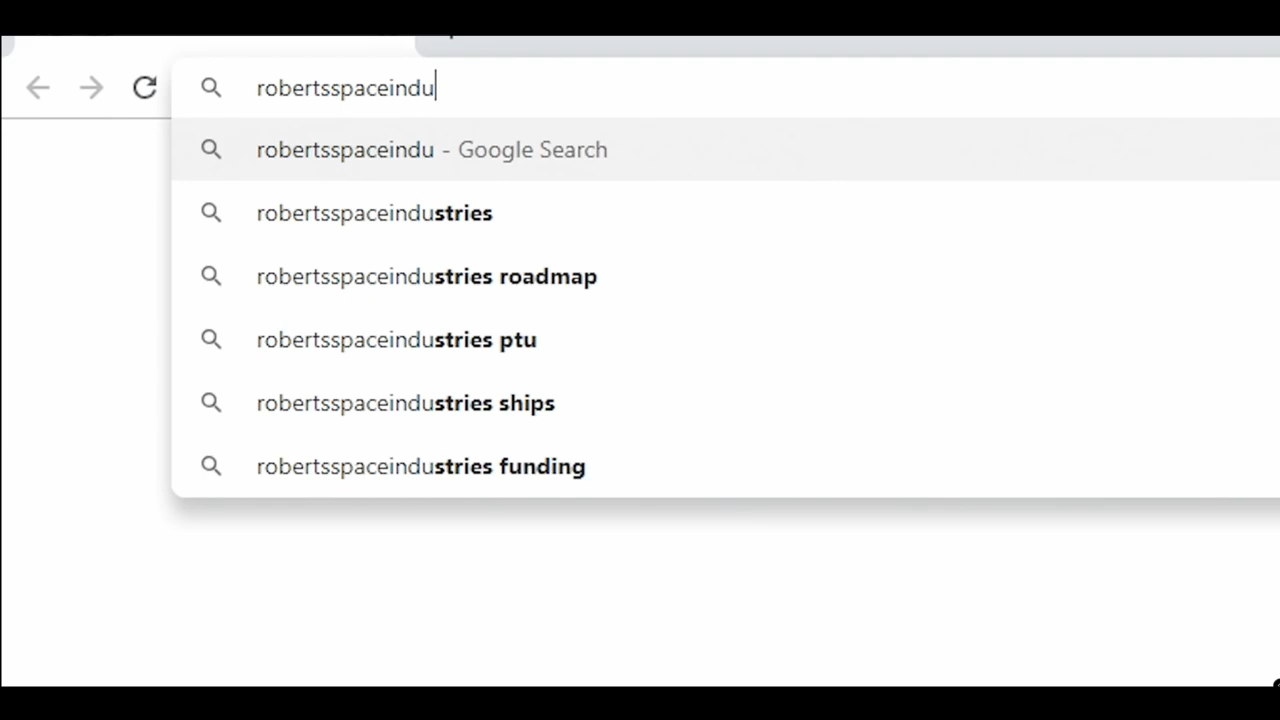 robertsspaceindu
robertsspaceindu - Google Search
robertsspaceindustries
robertsspaceindustries roadmap
robertsspaceindustries ptu
robertsspaceindustries ships
robertsspaceindustries funding